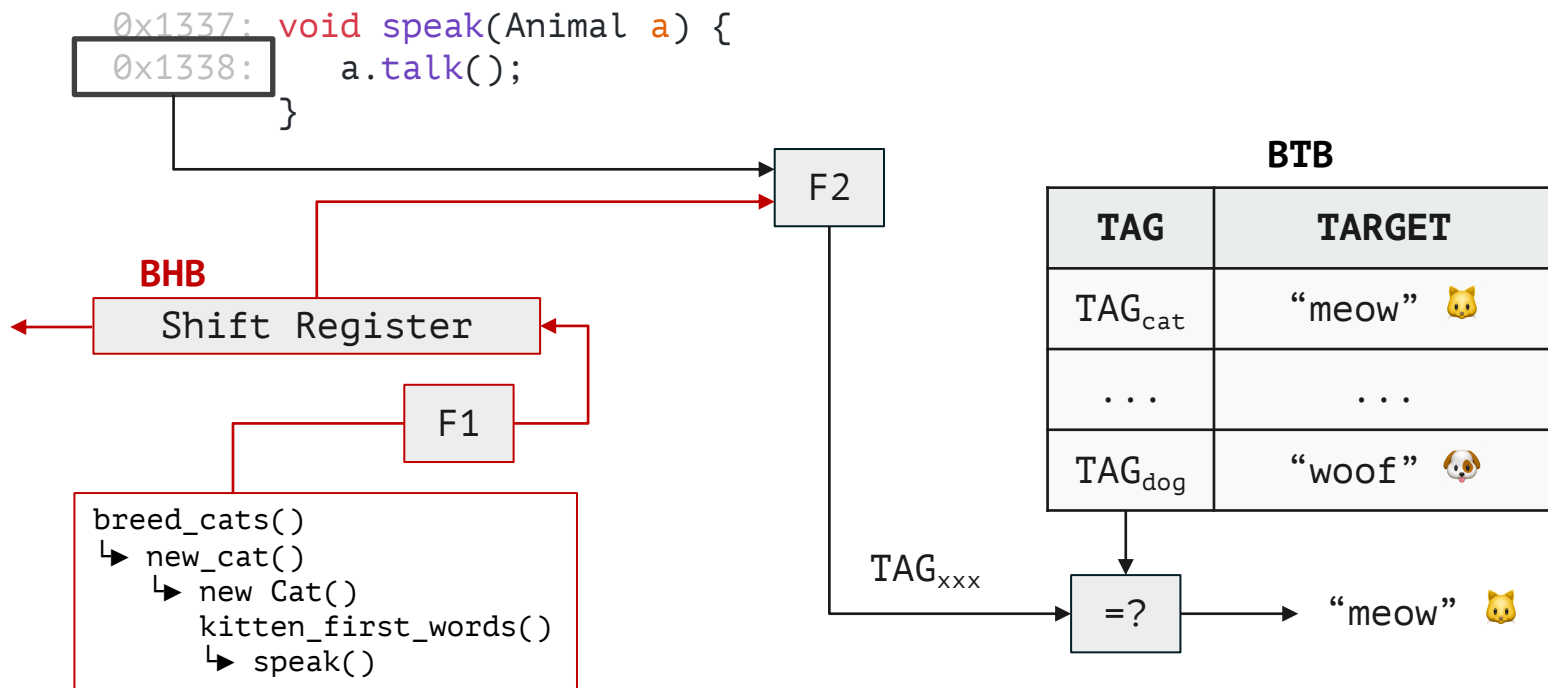 0x1337: void speak(Animal a) {
0x1338: a.talk();
}
F2
BHB
Shift Register
F1
breed_cats()
↳ new_cat()
↳ new Cat()
kitten_first_words()
↳ speak()
BTB
TAG TARGET
TAGcat “meow” 🐱
... ...
TAGdog “woof” 🐶
TAGxxx
=?
“meow” 🐱